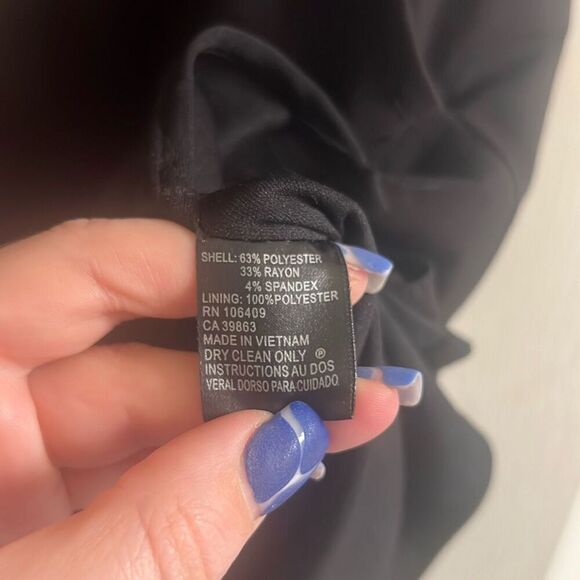 SHELL: 63% POLYESTER
33% RAYON
4% SPANDEX
LINING: 100%POLYESTER
RN 106409
CA 39863
MADE IN VIETNAM
DRY CLEAN ONLY Ⓟ
INSTRUCTIONS AU DOS
VERAL DORSO PARA CUIDADO.